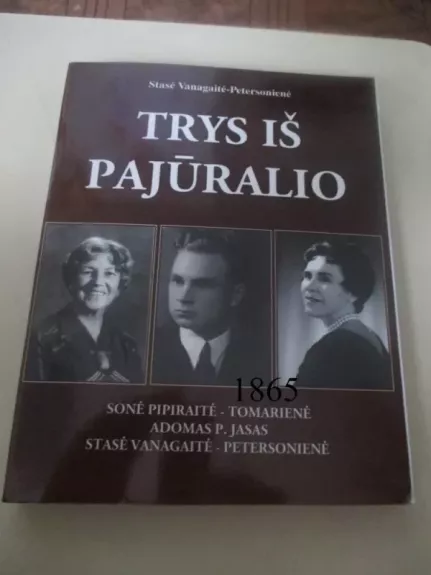 Stasė Vanagaitė-Petersonienė
TRYS IŠ
PAJŪRALIO
1865
SONĖ PIPIRAITĖ - TOMARIENĖ
ADOMAS P. JASAS
STASĖ VANAGAITĖ - PETERSONIENĖ